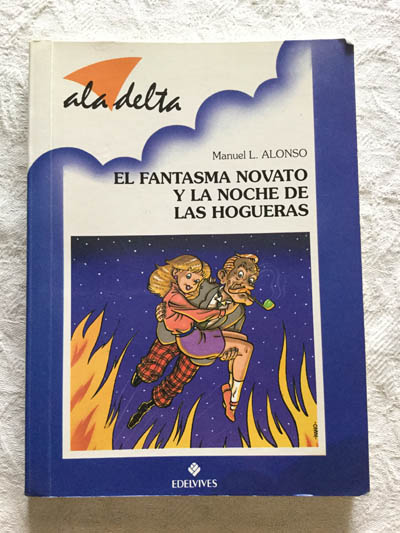 ala delta
Manuel L. ALONSO
EL FANTASMA NOVATO
Y LA NOCHE DE
LAS HOGUERAS
EDELVIVES